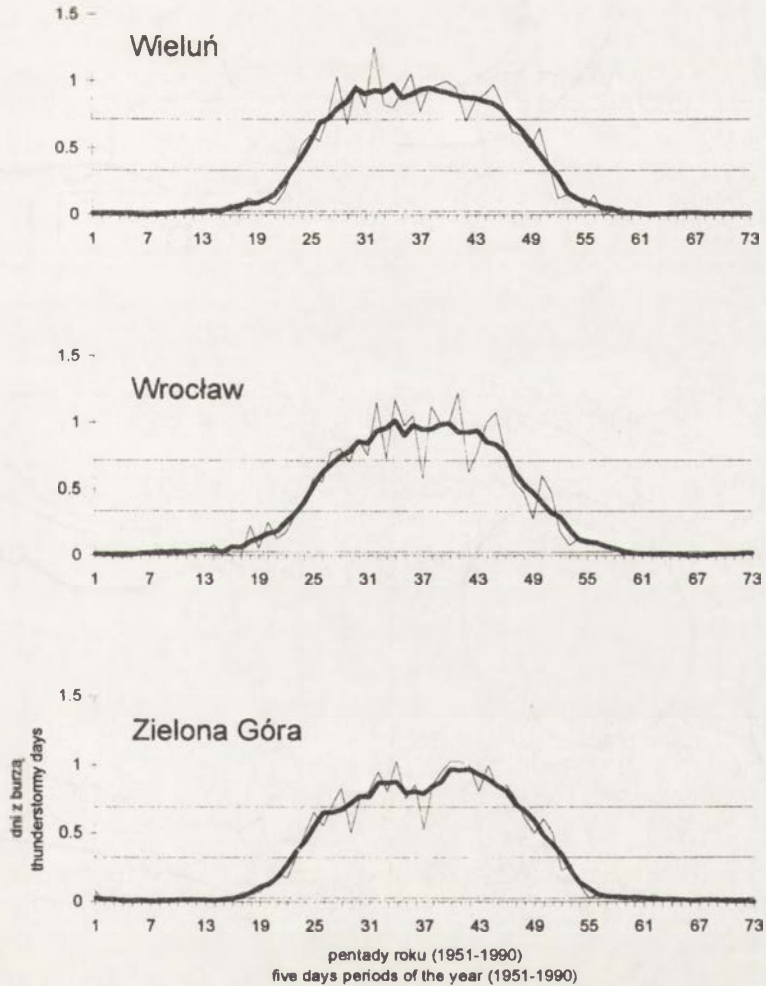 1.5
Wieluń
1
0.5
0
1 7 13 19 25 31 37 43 49 55 61 67 73
1.5
Wrocław
1
0.5
0
1 7 13 19 25 31 37 43 49 55 61 67 73
dni z burzą
thunderstormy days
1.5
Zielona Góra
1
0.5
0
1 7 13 19 25 31 37 43 49 55 61 67 73
pentady roku (1951-1990)
five days periods of the year (1951-1990)